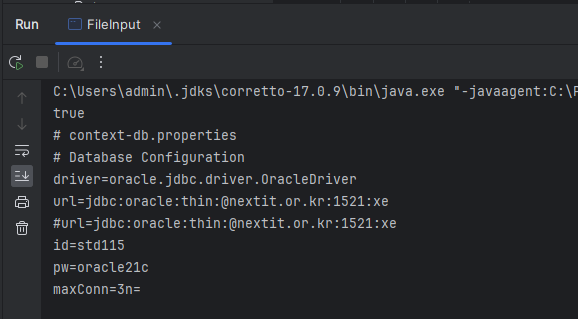 Run FileInput
C:\Users\admin\.jdks\corretto-17.0.9\bin\java.exe "-javaagent:C:\P
true
# context-db.properties
# Database Configuration
driver=oracle.jdbc.driver.OracleDriver
url=jdbc:oracle:thin:@nextit.or.kr:1521:xe
#url=jdbc:oracle:thin:@nextit.or.kr:1521:xe
id=std115
pw=oracle21c
maxConn=3n=